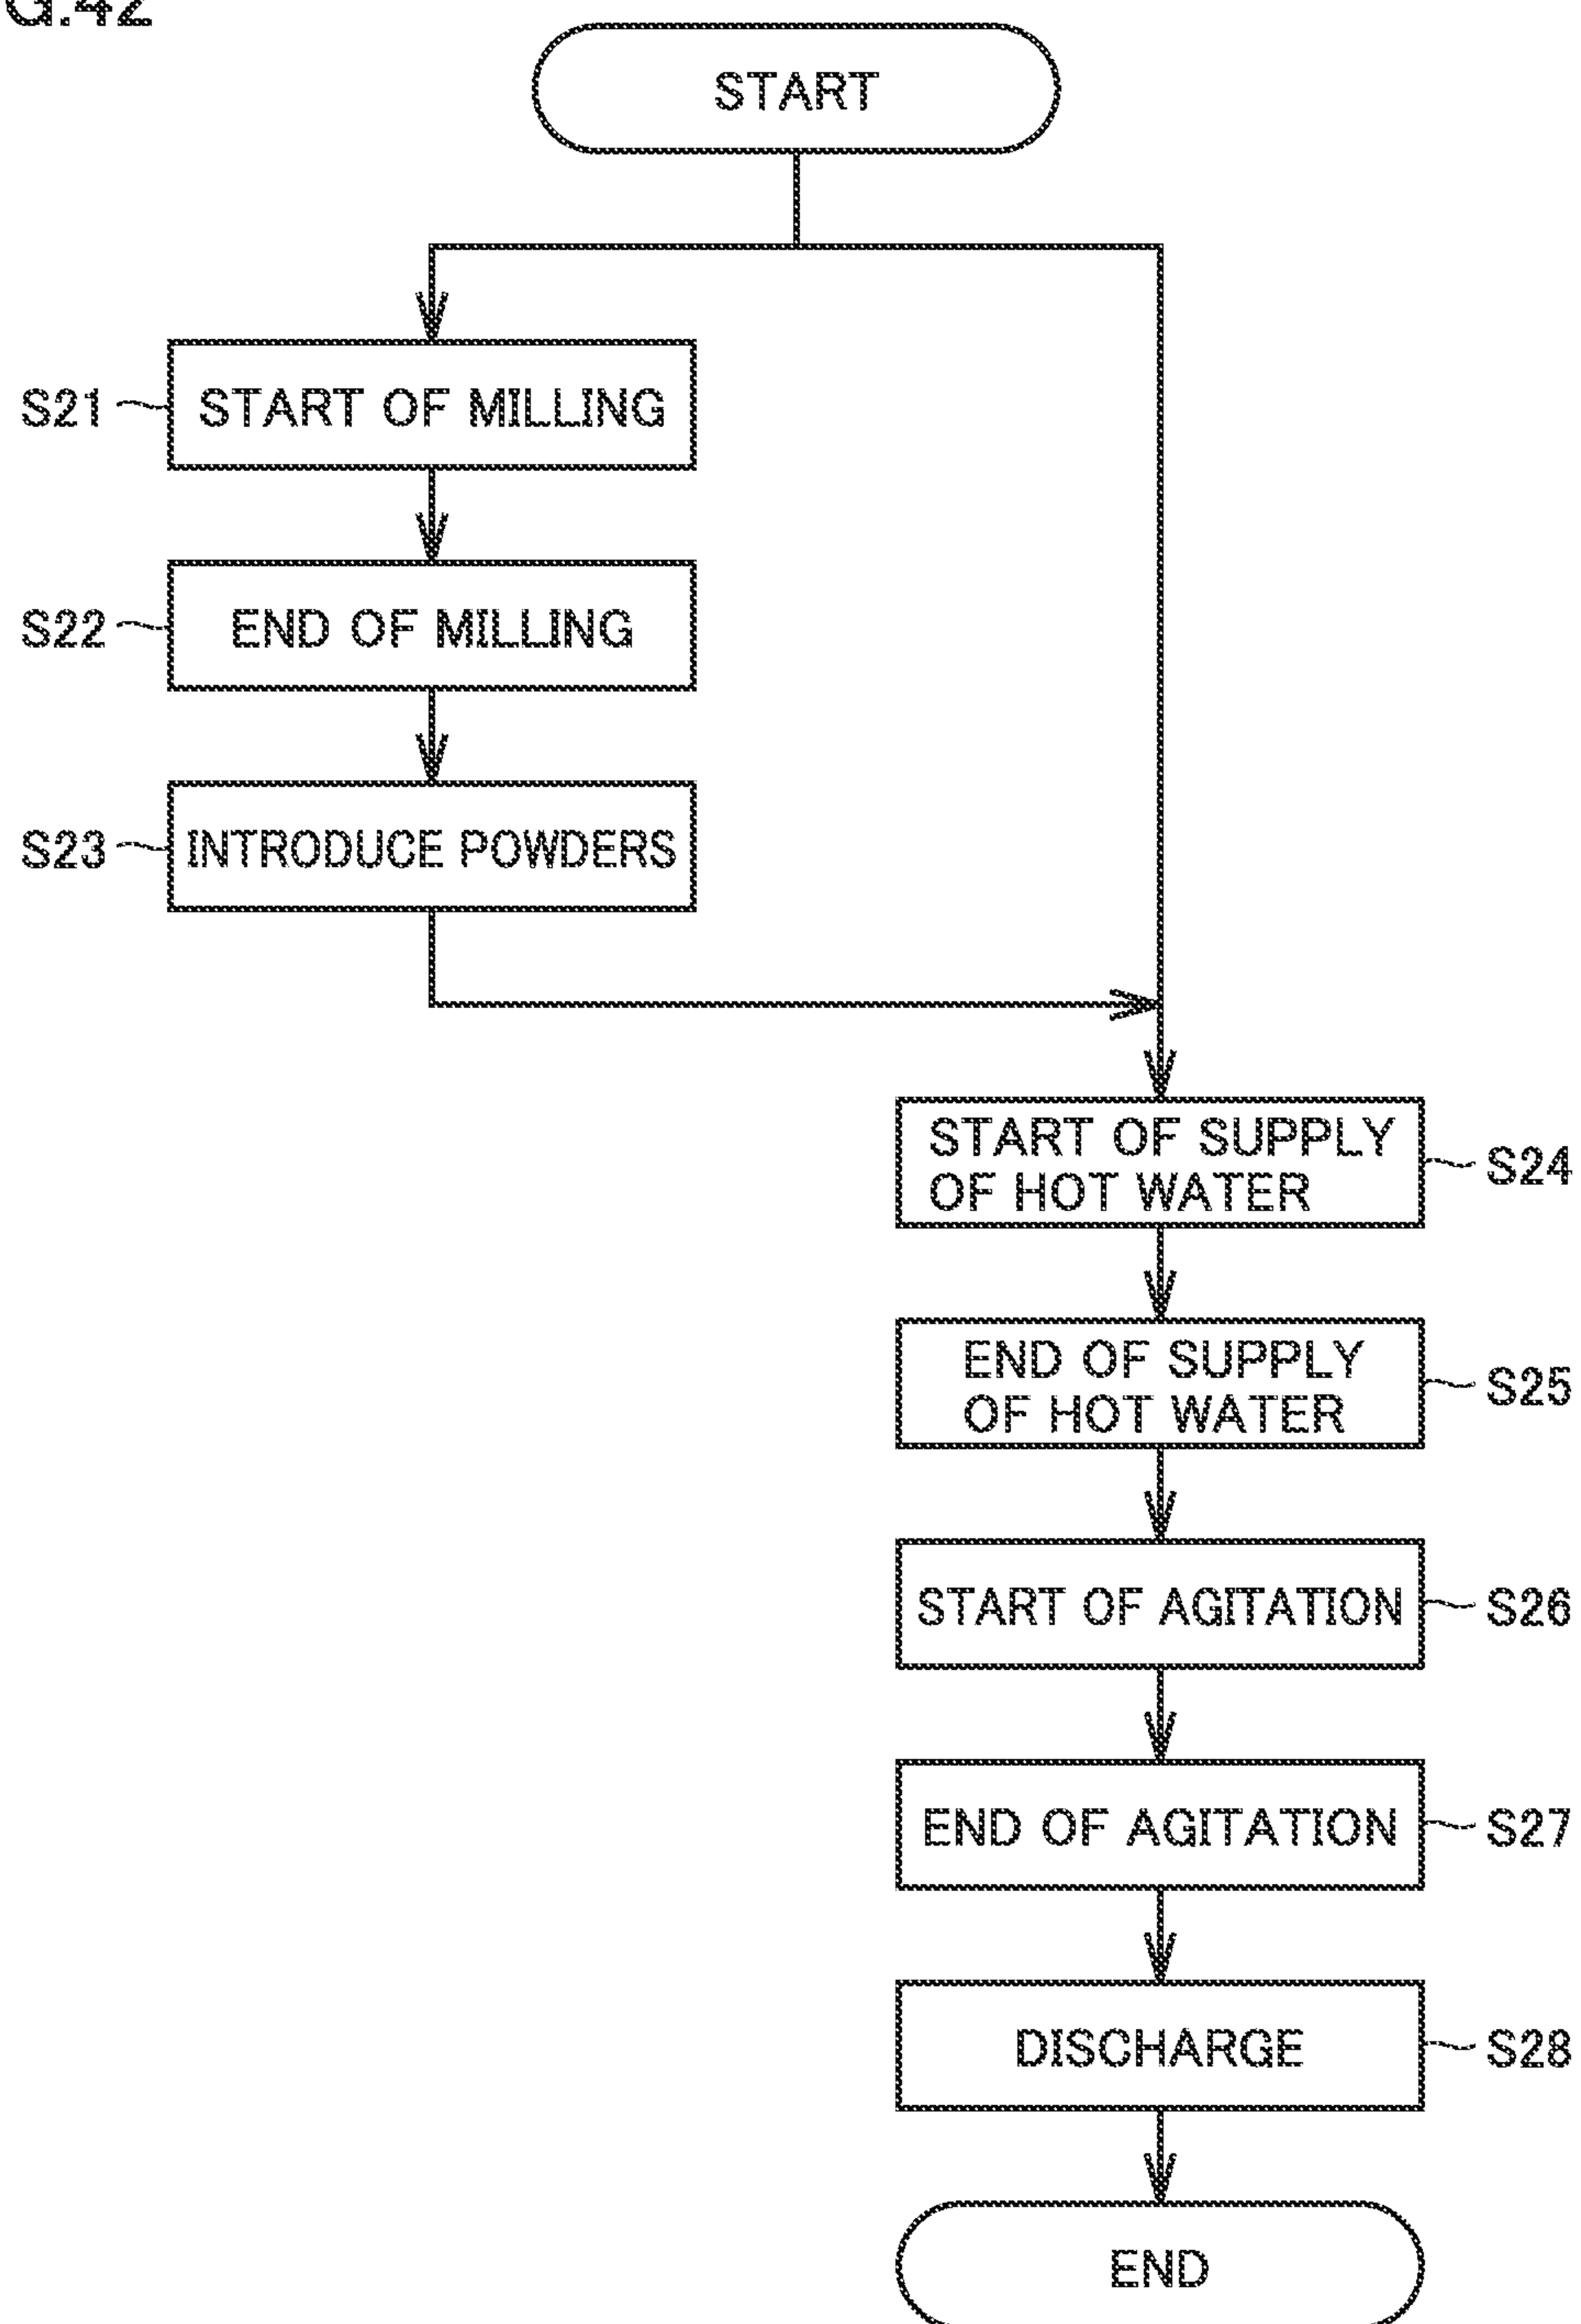 G.42
START
S21 START OF MILLING
S22 END OF MILLING
S23 INTRODUCE POWDERS
START OF SUPPLY
OF HOT WATER
S24
END OF SUPPLY
OF HOT WATER
S25
START OF AGITATION S26
END OF AGITATION S27
DISCHARGE S28
END